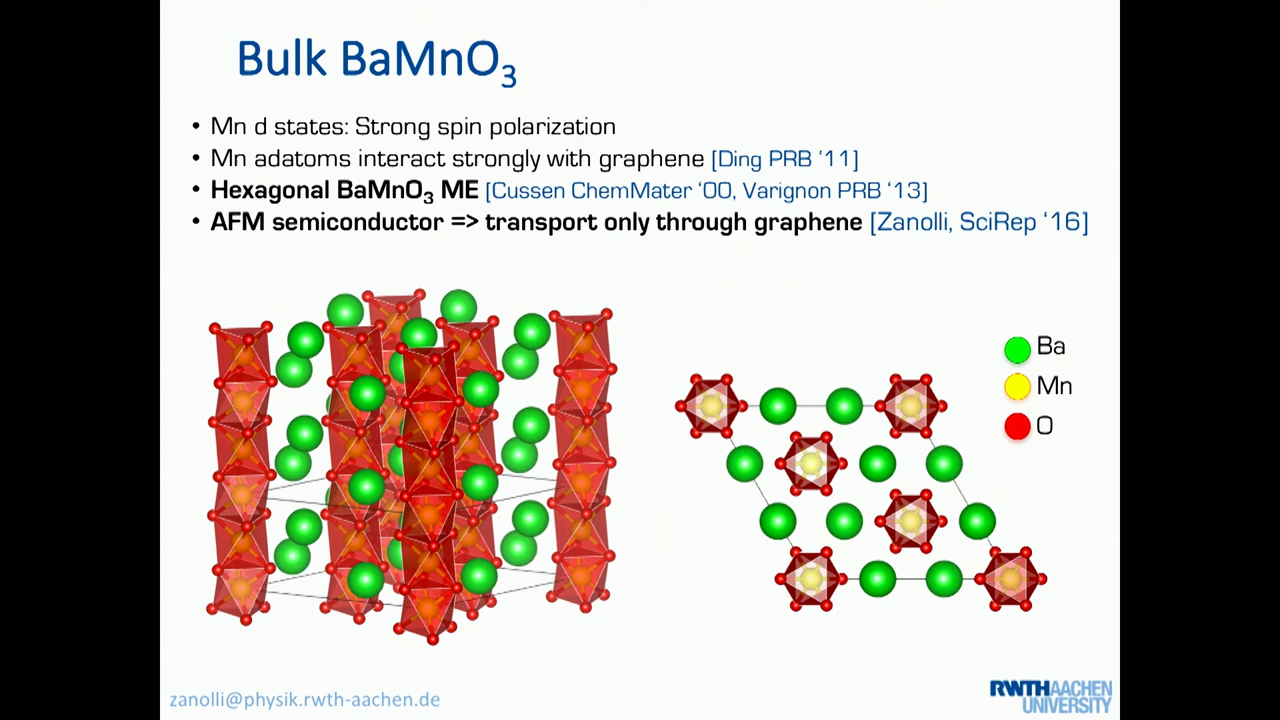 Bulk BaMnO₃
• Mn d states: Strong spin polarization
• Mn adatoms interact strongly with graphene [Ding PRB ‘11]
• Hexagonal BaMnO₃ ME [Cussen ChemMater ‘00, Varignon PRB ‘13]
• AFM semiconductor => transport only through graphene [Zanolli, SciRep ‘16]
Ba
Mn
O
zanolli@physik.rwth-aachen.de
RWTH AACHEN
UNIVERSITY